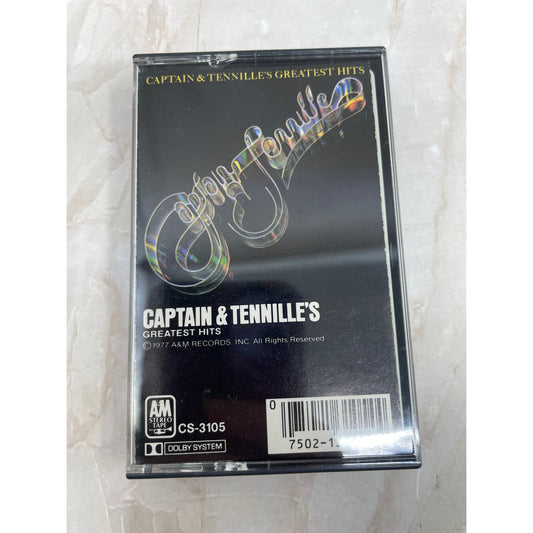 CAPTAIN & TENNILLE'S GREATEST HITS
Captain & Tennille
CAPTAIN & TENNILLE'S
GREATEST HITS
©1977 A&M RECORDS, INC. All Rights Reserved
A&M
STEREO
TAPE
CS-3105
DOLBY SYSTEM
0
7502-1